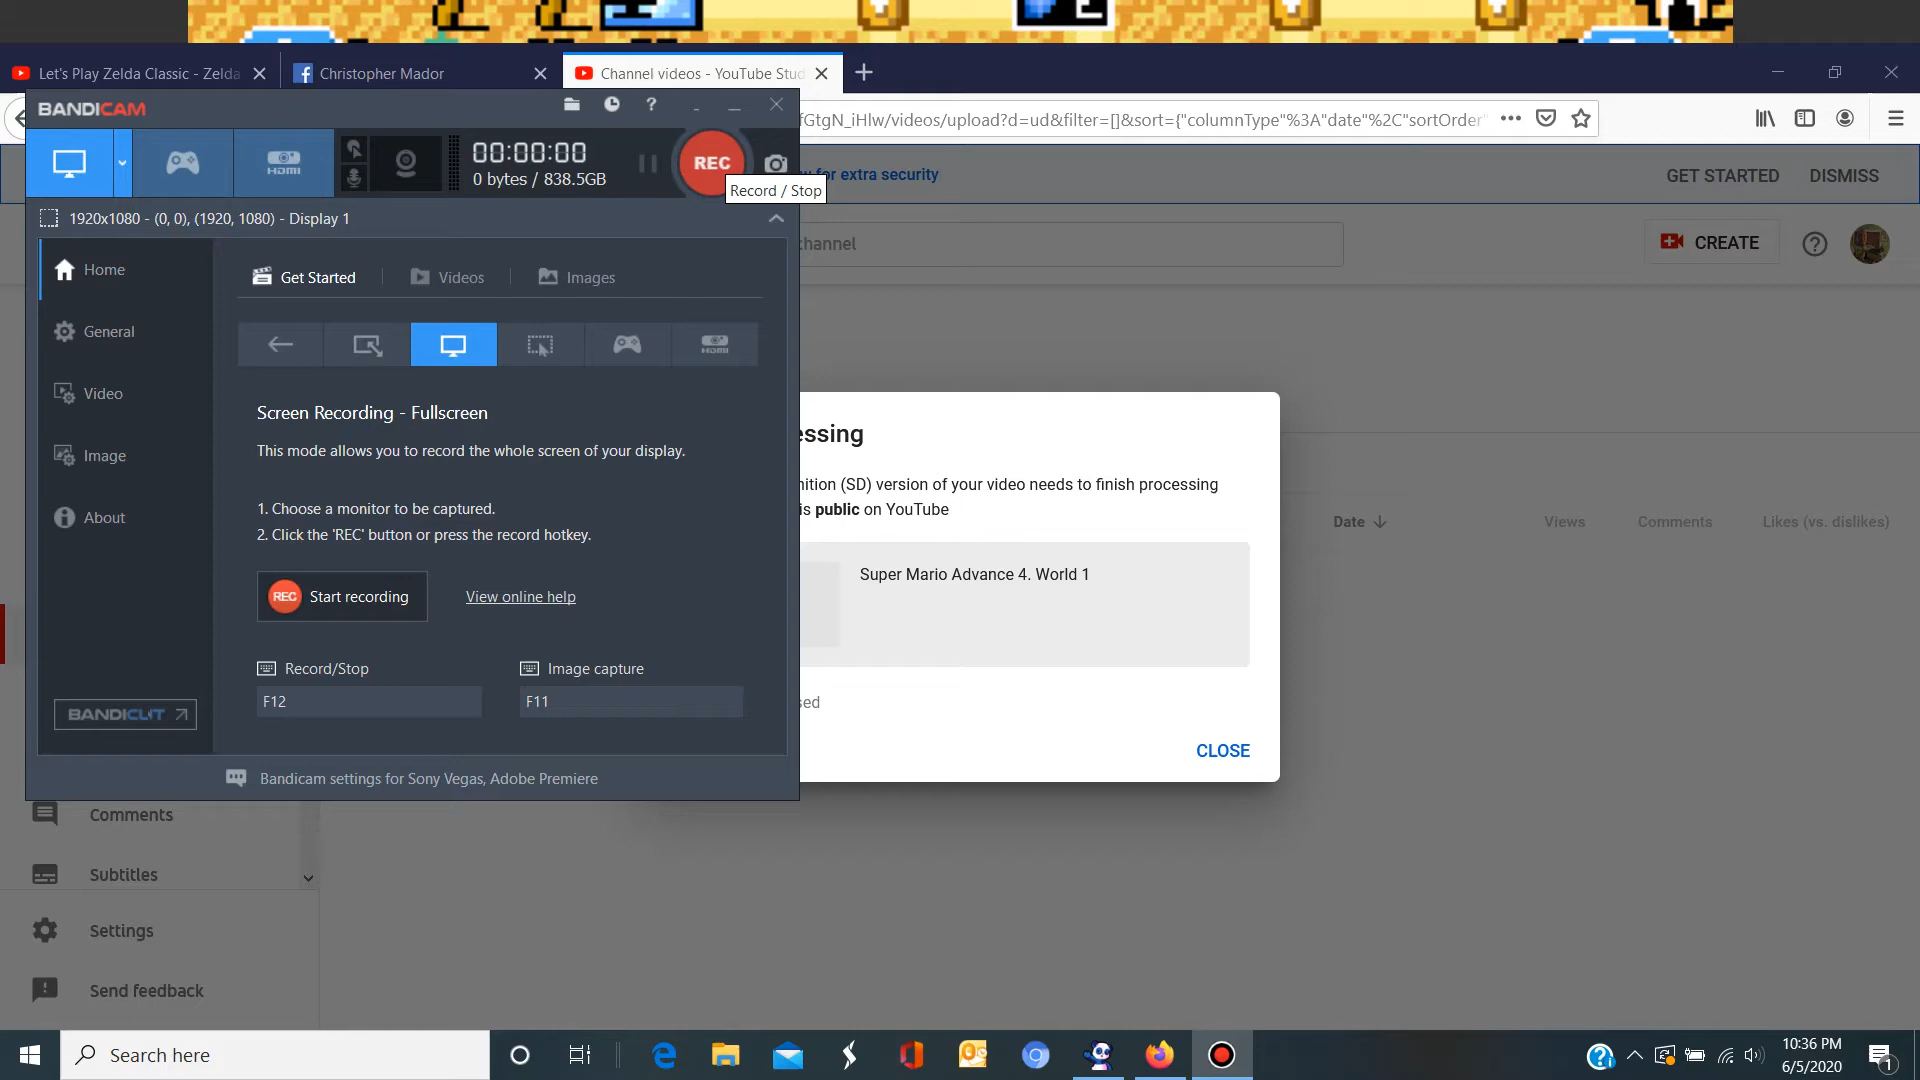 Let's Play Zelda Classic - Zelda
Christopher Mador
Channel videos - YouTube Stud
BANDICAM
fGtgN_iHlw/videos/upload?d=ud&filter=[]&sort={"columnType"%3A"date"%2C"sortOrder"
HDMI
00:00:00
0 bytes / 838.5GB
REC
Record / Stop
w for extra security
GET STARTED
DISMISS
1920x1080 - (0, 0), (1920, 1080) - Display 1
channel
CREATE
Home
Get Started
Videos
Images
General
HDMI
Video
Screen Recording - Fullscreen
This mode allows you to record the whole screen of your display.
Image
1. Choose a monitor to be captured.
2. Click the 'REC' button or press the record hotkey.
About
REC Start recording
View online help
Record/Stop
Image capture
F12
F11
BANDICUT
Bandicam settings for Sony Vegas, Adobe Premiere
essing
nition (SD) version of your video needs to finish processing
is public on YouTube
Super Mario Advance 4. World 1
sed
CLOSE
Date
Views
Comments
Likes (vs. dislikes)
Comments
Subtitles
Settings
Send feedback
Search here
10:36 PM
6/5/2020
1